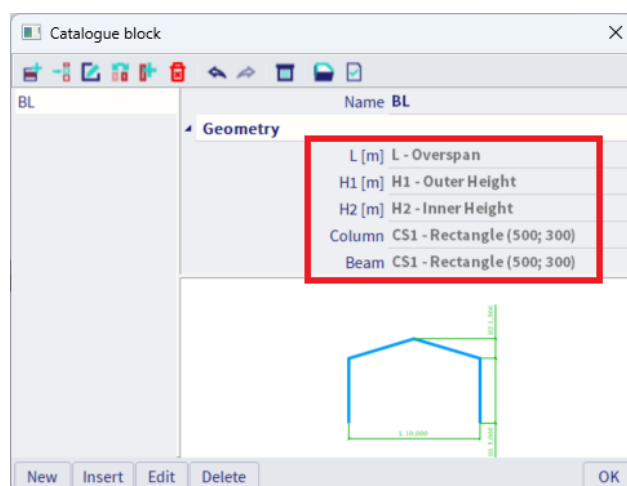 Catalogue block
BL
Name BL
Geometry
L [m] L - Overspan
H1 [m] H1 - Outer Height
H2 [m] H2 - Inner Height
Column CS1 - Rectangle (500; 300)
Beam CS1 - Rectangle (500; 300)
L 10,000
New Insert Edit Delete OK